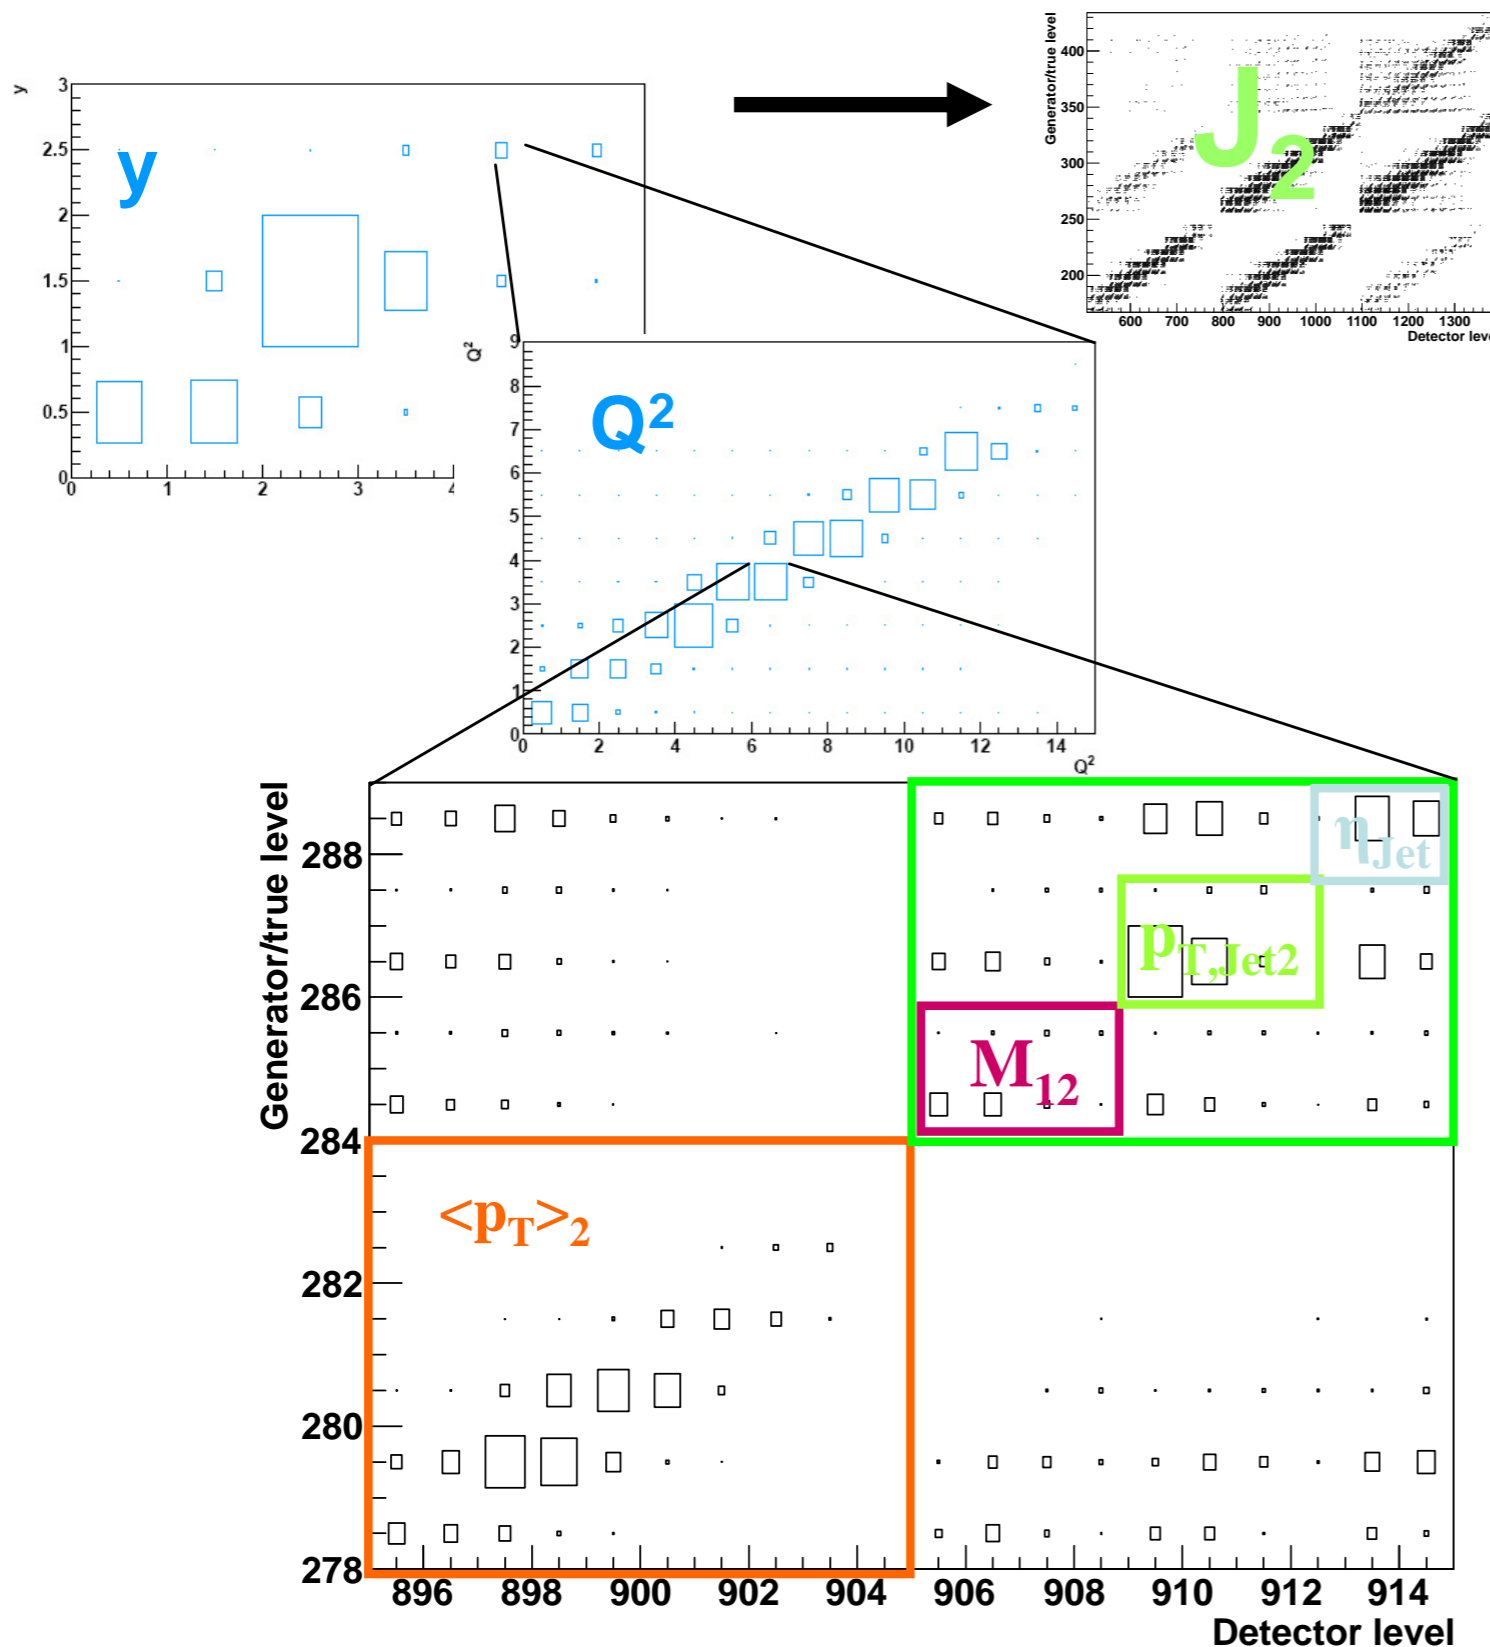 y
3
2.5
2
1.5
1
0.5
0
0 1 2 3 4
y
Generator/true level
400
350
300
250
200
600 700 800 900 1000 1100 1200 1300
Detector leve
J2
Q2
9
8
7
6
5
4
3
2
1
0
0 2 4 6 8 10 12 14
Q2
Q2
Generator/true level
288
286
284
282
280
278
896 898 900 902 904 906 908 910 912 914
Detector level
ηJet
pT,Jet2
M12
<pT>2